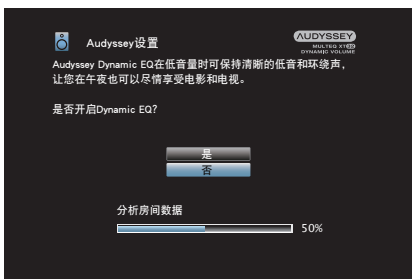 Audyssey设置
AUDYSSEY
MULTEQ XT32
DYNAMIC VOLUME
Audyssey Dynamic EQ在低音量时可保持清晰的低音和环绕声，
让您在午夜也可以尽情享受电影和电视。
是否开启Dynamic EQ?
是
否
分析房间数据
50%